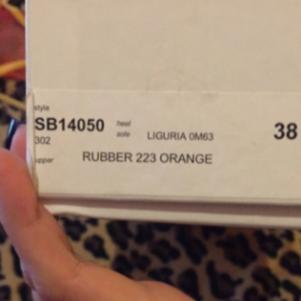 style
SB14050 heel
302 sole LIGURIA 0M63 38
upper RUBBER 223 ORANGE